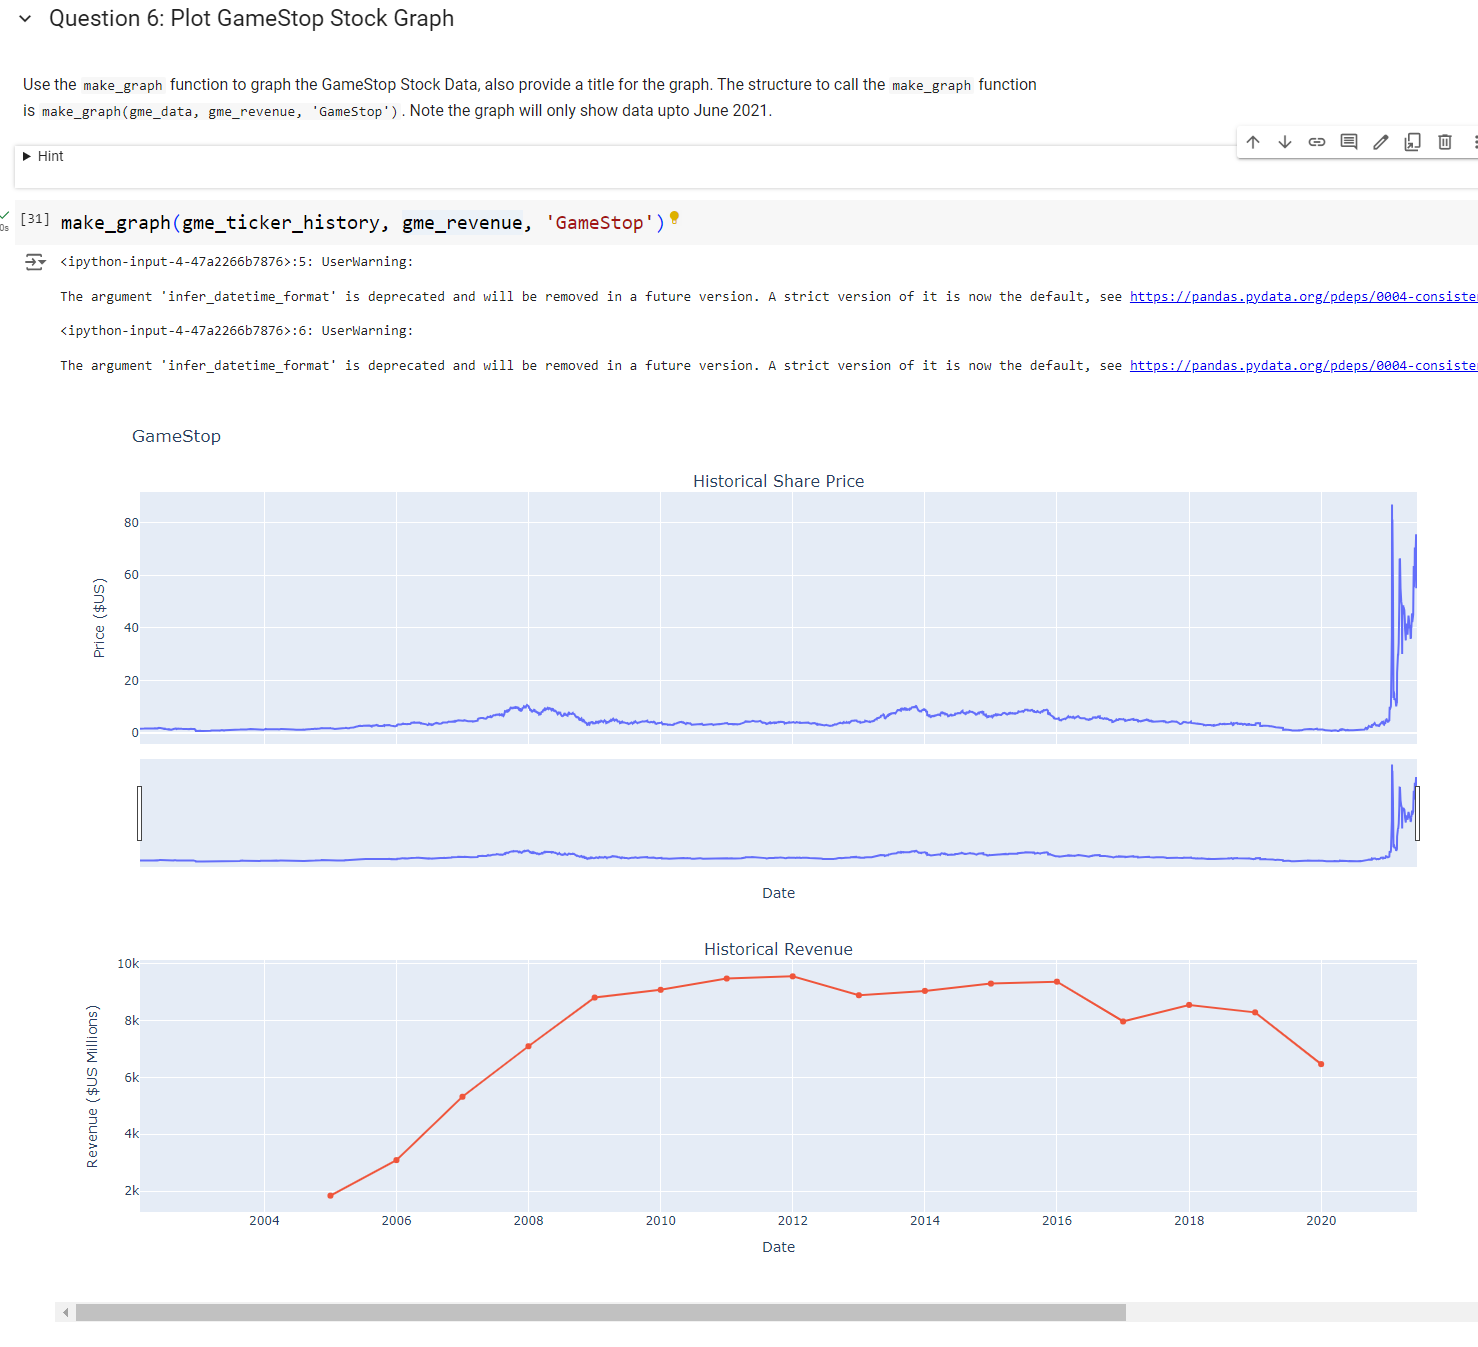 Question 6: Plot GameStop Stock Graph
Use the make_graph function to graph the GameStop Stock Data, also provide a title for the graph. The structure to call the make_graph function
is make_graph(gme_data, gme_revenue, 'GameStop'). Note the graph will only show data upto June 2021.
Hint
[31] make_graph(gme_ticker_history, gme_revenue, 'GameStop')
0s
<ipython-input-4-47a2266b7876>:5: UserWarning:
The argument 'infer_datetime_format' is deprecated and will be removed in a future version. A strict version of it is now the default, see https://pandas.pydata.org/pdeps/0004-consiste
<ipython-input-4-47a2266b7876>:6: UserWarning:
The argument 'infer_datetime_format' is deprecated and will be removed in a future version. A strict version of it is now the default, see https://pandas.pydata.org/pdeps/0004-consiste
GameStop
Historical Share Price
80
60
40
20
0
Price ($US)
Date
Historical Revenue
10k
8k
6k
4k
2k
Revenue ($US Millions)
2004 2006 2008 2010 2012 2014 2016 2018 2020
Date